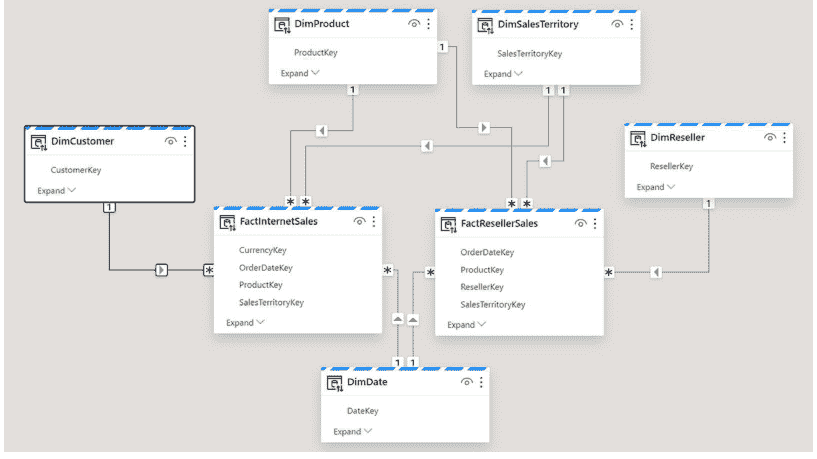 DimProduct
ProductKey
Expand
DimSalesTerritory
SalesTerritoryKey
Expand
1
1
1
1
DimCustomer
CustomerKey
Expand
1
DimReseller
ResellerKey
Expand
1
*
*
*
*
FactInternetSales
CurrencyKey
OrderDateKey
ProductKey
SalesTerritoryKey
Expand
*
*
FactResellerSales
OrderDateKey
ProductKey
ResellerKey
SalesTerritoryKey
Expand
*
*
1
1
DimDate
DateKey
Expand